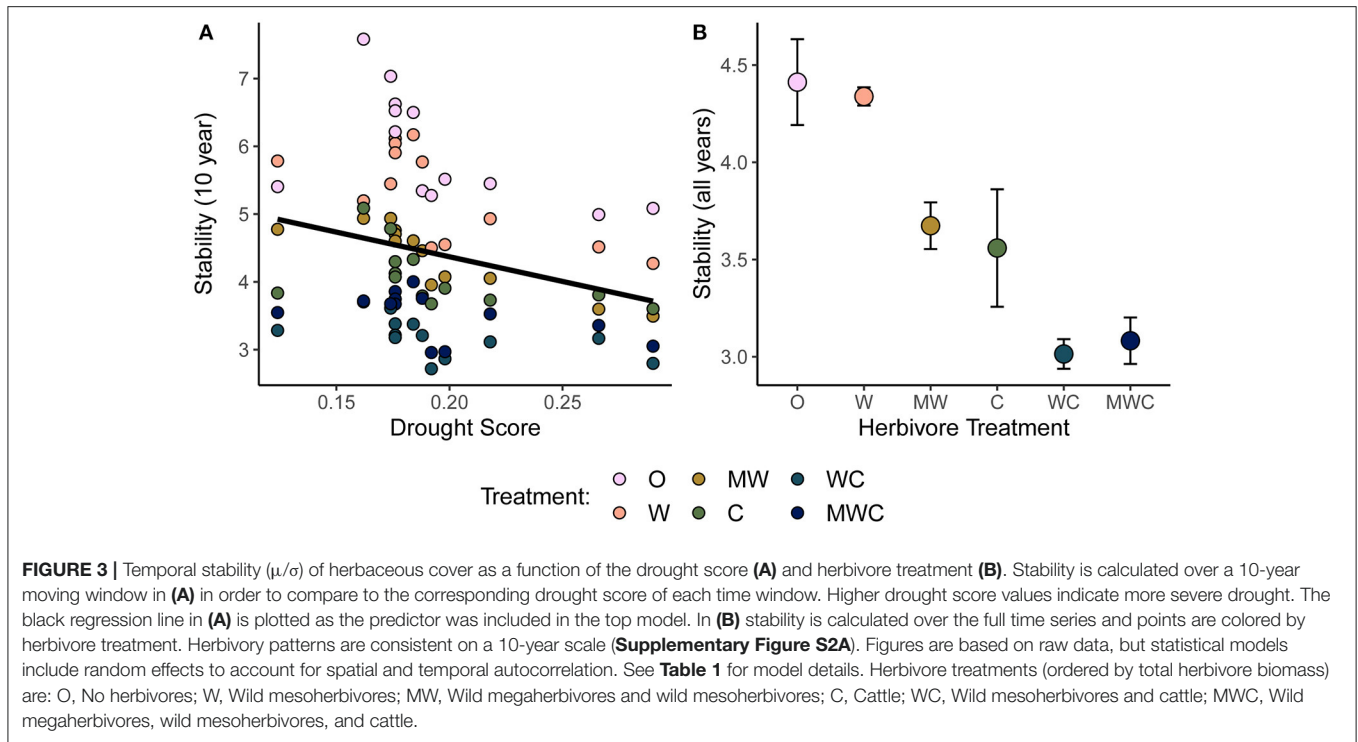 A
B
7
6
5
4
3
Stability (10 year)
0.15 0.20 0.25
Drought Score
4.5
4.0
3.5
3.0
Stability (all years)
O W MW C WC MWC
Herbivore Treatment
Treatment:
O MW WC
W C MWC
FIGURE 3 | Temporal stability (μ/σ) of herbaceous cover as a function of the drought score (A) and herbivore treatment (B). Stability is calculated over a 10-year
moving window in (A) in order to compare to the corresponding drought score of each time window. Higher drought score values indicate more severe drought. The
black regression line in (A) is plotted as the predictor was included in the top model. In (B) stability is calculated over the full time series and points are colored by
herbivore treatment. Herbivory patterns are consistent on a 10-year scale (Supplementary Figure S2A). Figures are based on raw data, but statistical models
include random effects to account for spatial and temporal autocorrelation. See Table 1 for model details. Herbivore treatments (ordered by total herbivore biomass)
are: O, No herbivores; W, Wild mesoherbivores; MW, Wild megaherbivores and wild mesoherbivores; C, Cattle; WC, Wild mesoherbivores and cattle; MWC, Wild
megaherbivores, wild mesoherbivores, and cattle.